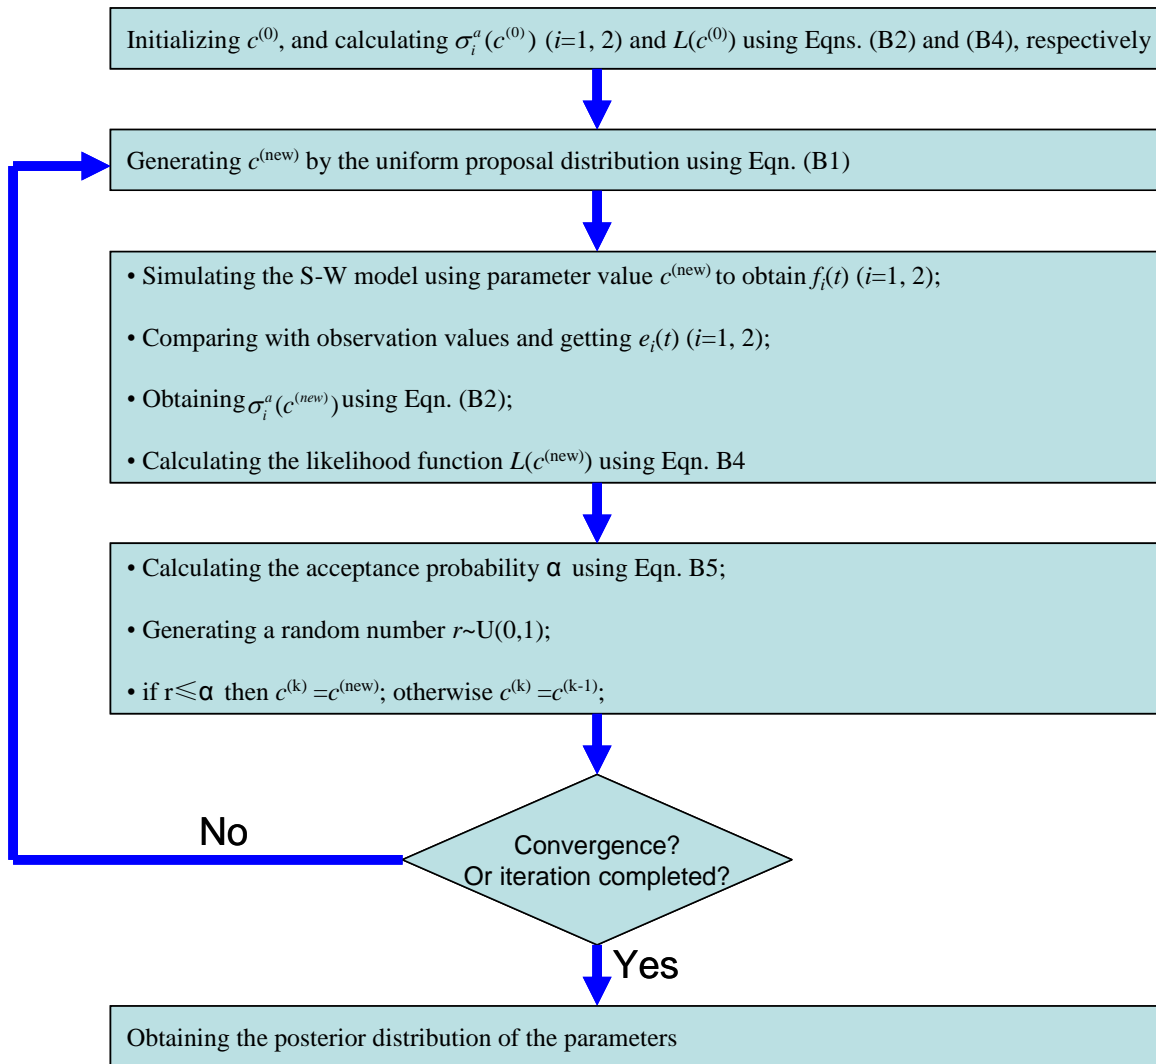 Initializing c^(0), and calculating σ_i^a(c^(0)) (i=1, 2) and L(c^(0)) using Eqns. (B2) and (B4), respectively
Generating c^(new) by the uniform proposal distribution using Eqn. (B1)
• Simulating the S-W model using parameter value c^(new) to obtain f_i(t) (i=1, 2);
• Comparing with observation values and getting e_i(t) (i=1, 2);
• Obtaining σ_i^a(c^(new)) using Eqn. (B2);
• Calculating the likelihood function L(c^(new)) using Eqn. B4
• Calculating the acceptance probability α using Eqn. B5;
• Generating a random number r~U(0,1);
• if r≤α then c^(k) =c^(new); otherwise c^(k) =c^(k-1);
Convergence?
Or iteration completed?
No
Yes
Obtaining the posterior distribution of the parameters